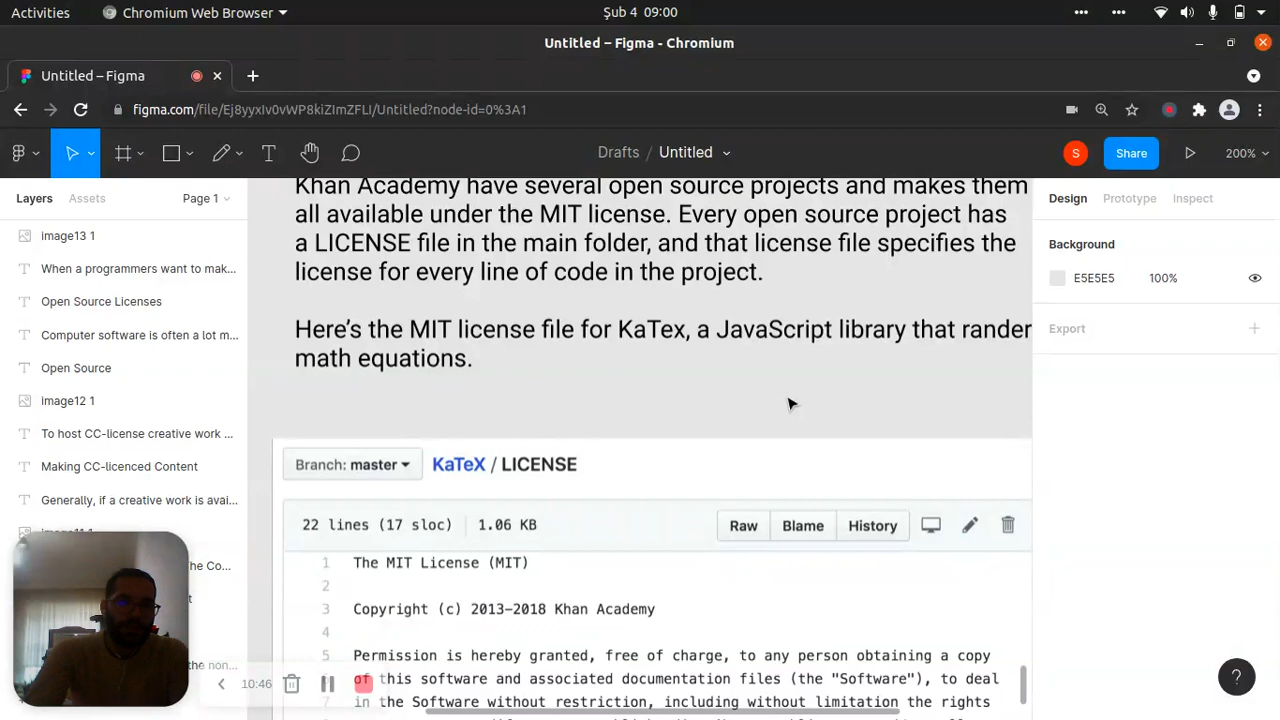 Activities
Chromium Web Browser
Şub 4 09:00
Untitled – Figma - Chromium
Untitled – Figma
figma.com/file/Ej8yyxIv0vWP8kiZImZFLI/Untitled?node-id=0%3A1
Drafts / Untitled
S
Share
200%
Layers
Assets
Page 1
image13 1
When a programmers want to mak...
Open Source Licenses
Computer software is often a lot m...
Open Source
image12 1
To host CC-license creative work ...
Making CC-licenced Content
Generally, if a creative work is avai...
image11 1
he Co...
t
the non...
10:46
Khan Academy have several open source projects and makes them
all available under the MIT license. Every open source project has
a LICENSE file in the main folder, and that license file specifies the
license for every line of code in the project.
Here's the MIT license file for KaTex, a JavaScript library that rander
math equations.
Branch: master
KaTeX / LICENSE
22 lines (17 sloc) 1.06 KB
Raw
Blame
History
1 The MIT License (MIT)
2
3 Copyright (c) 2013-2018 Khan Academy
4
5 Permission is hereby granted, free of charge, to any person obtaining a copy
of this software and associated documentation files (the "Software"), to deal
7 in the Software without restriction, including without limitation the rights
Design
Prototype
Inspect
Background
E5E5E5
100%
Export
?